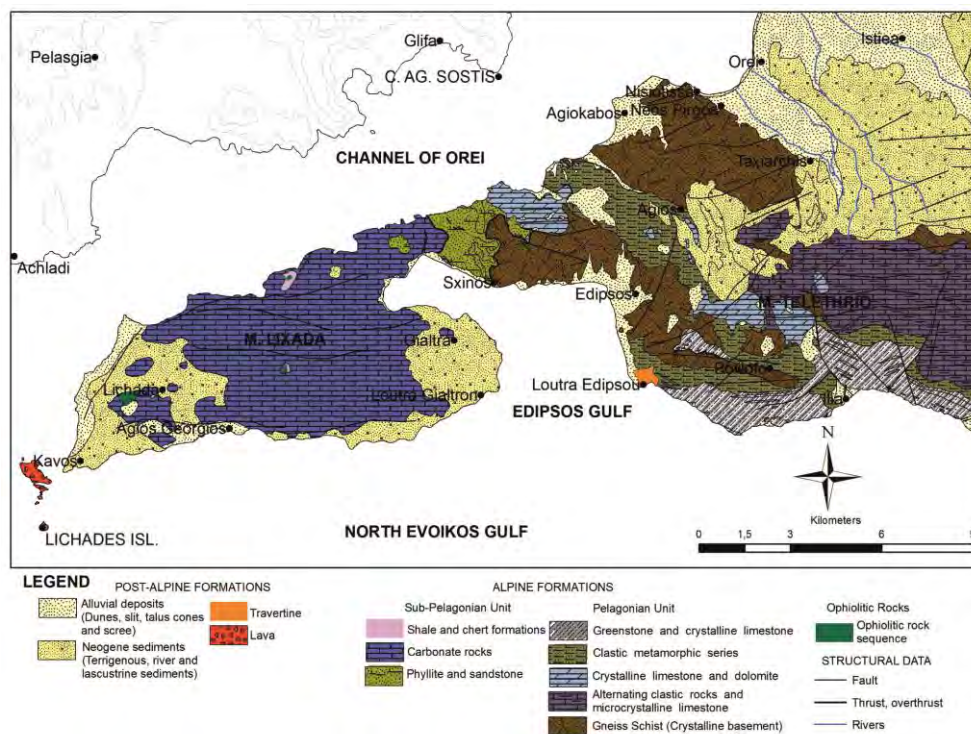 Pelasgia
Glifa
C. AG. SOSTIS
Istiea
Orei
Nisiotissa
Neos Pirgos
Agiokabos
CHANNEL OF OREI
Taxiarchis
Agios
Achladi
Sxinos
Edipsos
M. TELETHRIO
M. LIXADA
Gialtra
Lichada
Loutra Gialtron
Loutra Edipsou
EDIPSOS GULF
Ilia
Agios Georgios
Kavos
N
Kilometers
LICHADES ISL.
NORTH EVOIKOS GULF
0 1,5 3 6 9
LEGEND
POST-ALPINE FORMATIONS
Alluvial deposits
(Dunes, slit, talus cones
and scree)
Neogene sediments
(Terrigenous, river and
lascustrine sediments)
Travertine
Lava
ALPINE FORMATIONS
Sub-Pelagonian Unit
Shale and chert formations
Carbonate rocks
Phyllite and sandstone
Pelagonian Unit
Greenstone and crystalline limestone
Clastic metamorphic series
Crystalline limestone and dolomite
Alternating clastic rocks and
microcrystalline limestone
Gneiss Schist (Crystalline basement)
Ophiolitic Rocks
Ophiolitic rock
sequence
STRUCTURAL DATA
Fault
Thrust, overthrust
Rivers